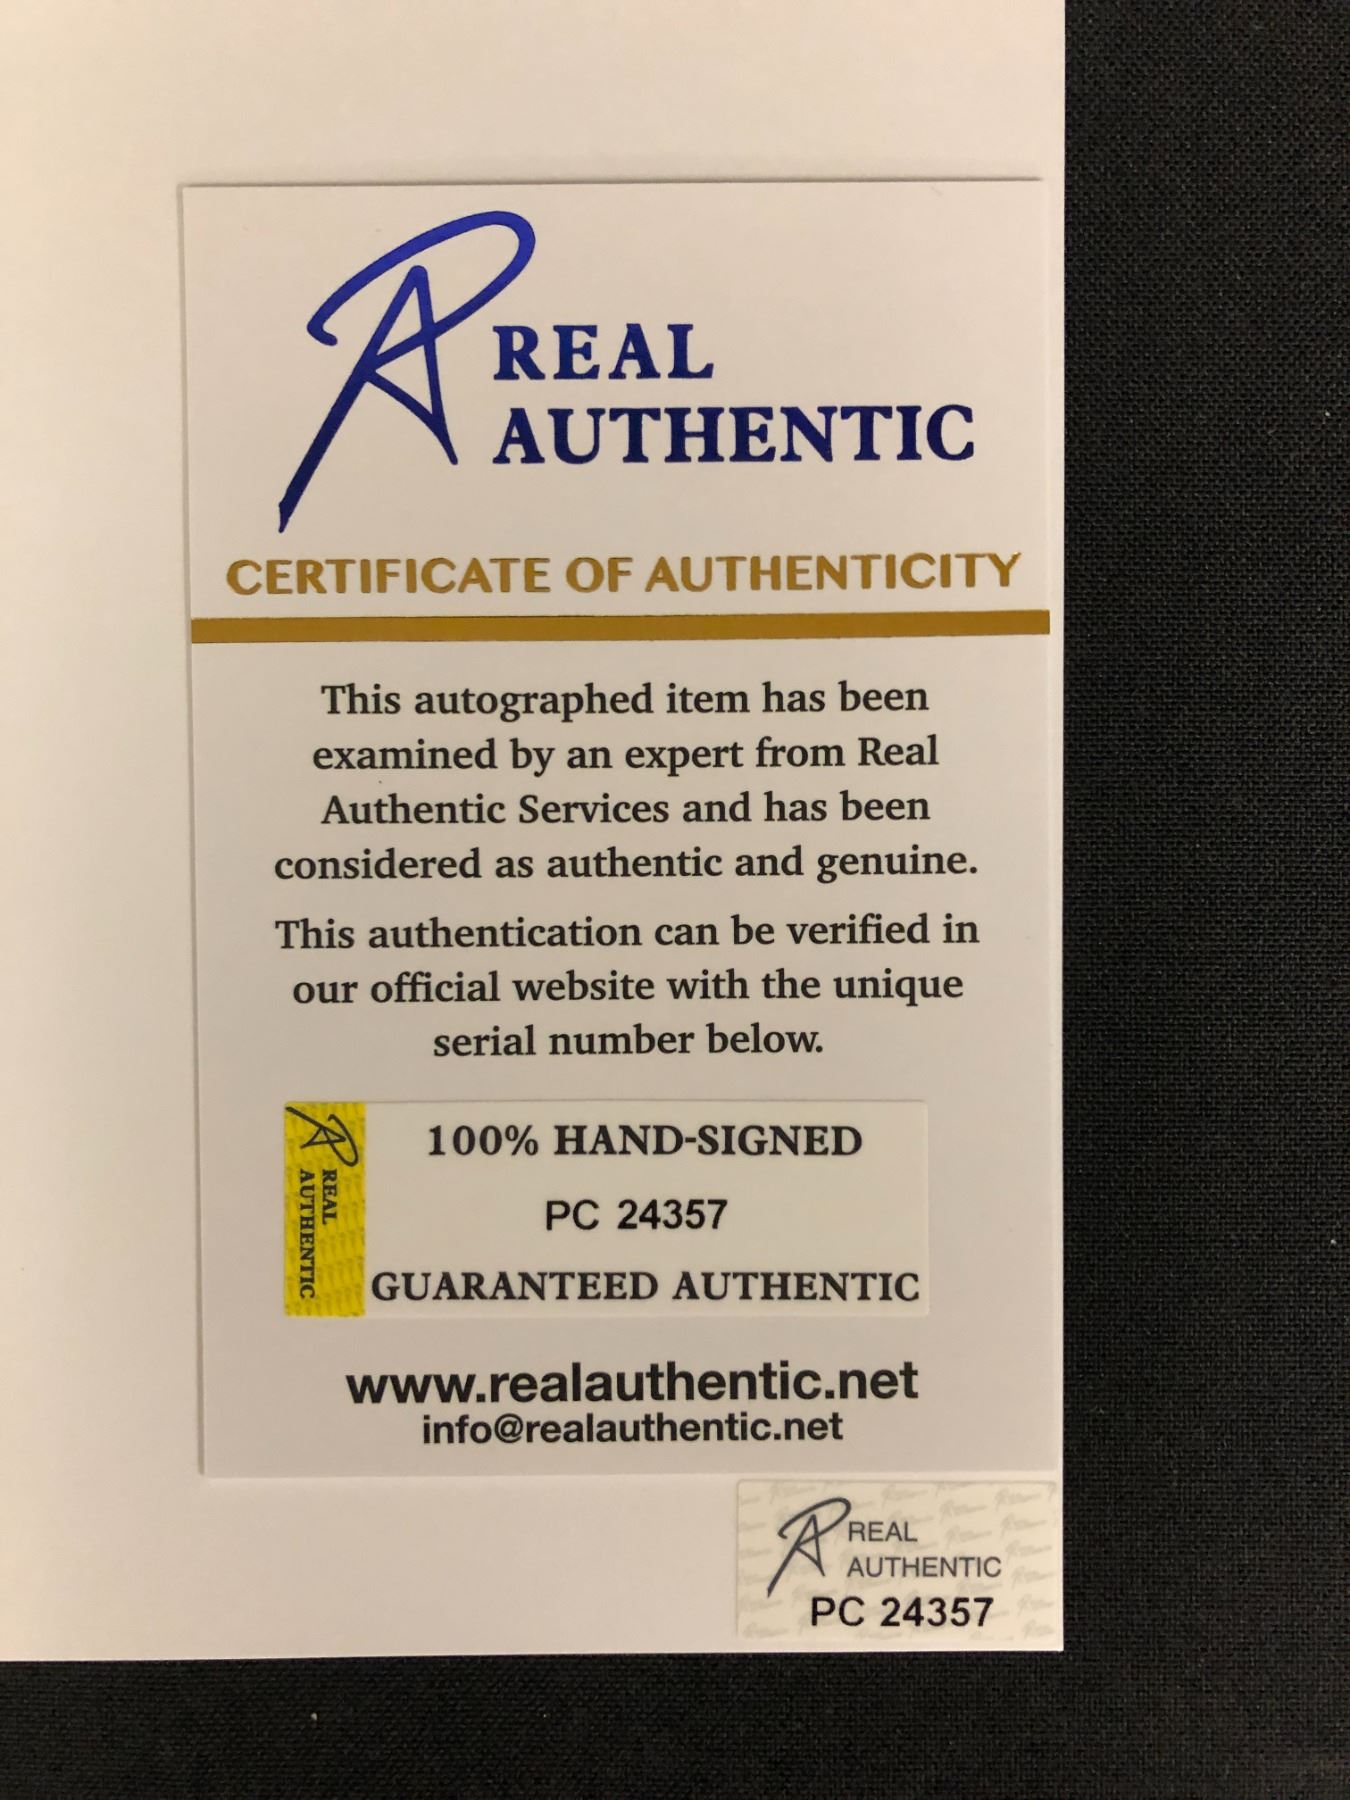 REAL
AUTHENTIC
CERTIFICATE OF AUTHENTICITY
This autographed item has been
examined by an expert from Real
Authentic Services and has been
considered as authentic and genuine.
This authentication can be verified in
our official website with the unique
serial number below.
REAL
AUTHENTIC
100% HAND-SIGNED
PC 24357
GUARANTEED AUTHENTIC
www.realauthentic.net
info@realauthentic.net
REAL
AUTHENTIC
PC 24357